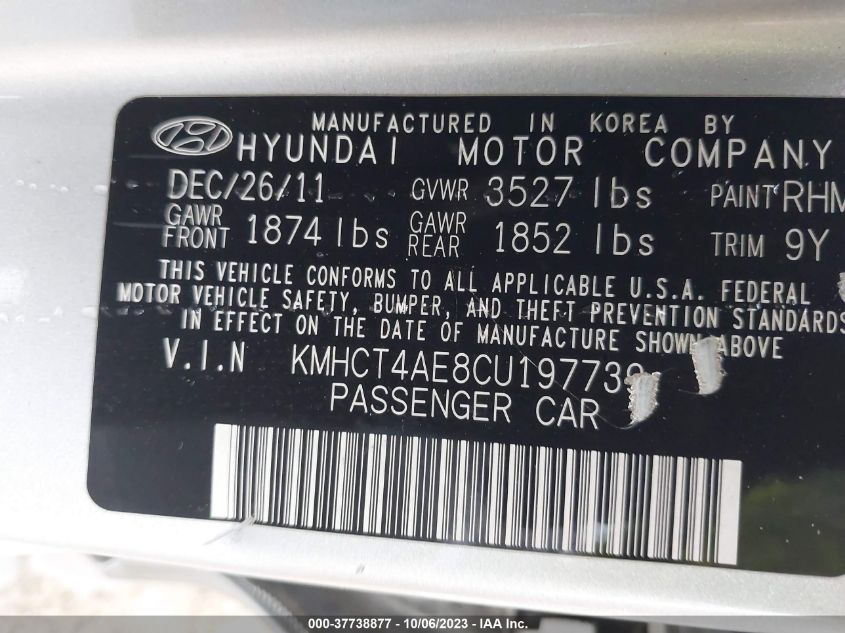 MANUFACTURED IN KOREA BY
HYUNDAI MOTOR COMPANY
DEC/26/11 GVWR 3527 lbs PAINT RHM
GAWR FRONT 1874 lbs GAWR REAR 1852 lbs TRIM 9Y
THIS VEHICLE CONFORMS TO ALL APPLICABLE U.S.A. FEDERAL
MOTOR VEHICLE SAFETY, BUMPER, AND THEFT PREVENTION STANDARDS
IN EFFECT ON THE DATE OF MANUFACTURE SHOWN ABOVE
V.I.N KMHCT4AE8CU197739
PASSENGER CAR
000-37738877 - 10/06/2023 - IAA Inc.